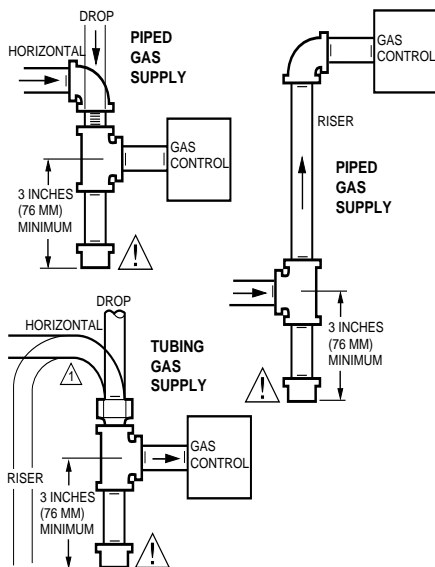 DROP
HORIZONTAL
PIPED
GAS
SUPPLY
GAS
CONTROL
3 INCHES
(76 MM)
MINIMUM
GAS
CONTROL
RISER
PIPED
GAS
SUPPLY
3 INCHES
(76 MM)
MINIMUM
DROP
HORIZONTAL
TUBING
GAS
SUPPLY
1
GAS
CONTROL
RISER
3 INCHES
(76 MM)
MINIMUM
!
!
!